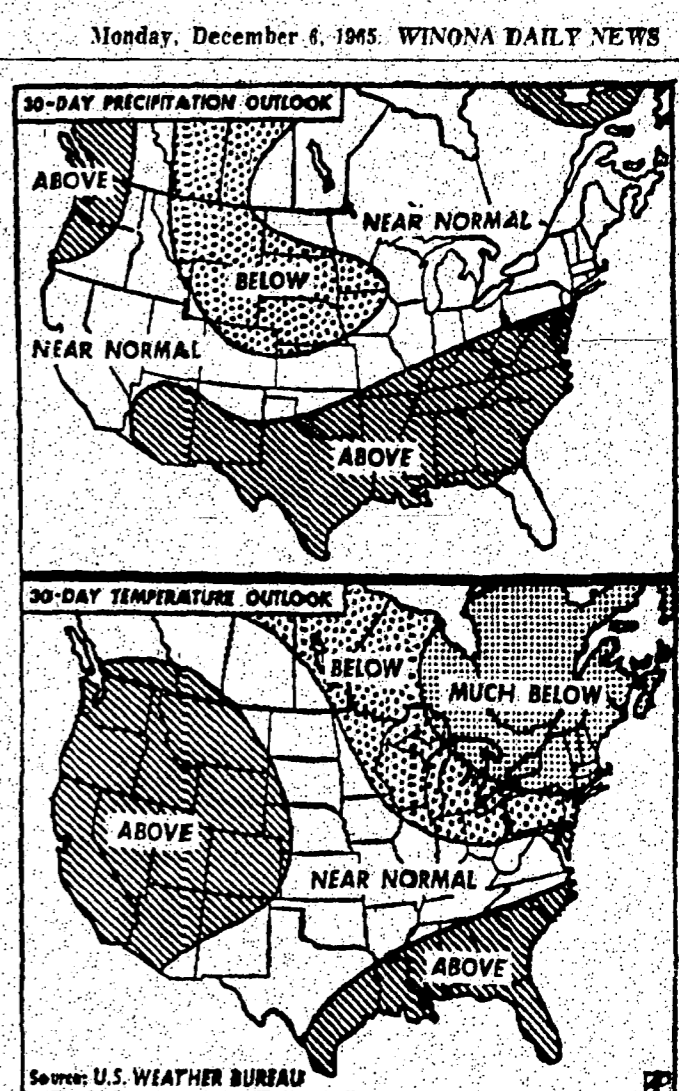 Monday, December 6, 1965 WINONA DAILY NEWS
30-DAY PRECIPITATION OUTLOOK
ABOVE
NEAR NORMAL
BELOW
NEAR NORMAL
ABOVE
30-DAY TEMPERATURE OUTLOOK
BELOW
MUCH BELOW
ABOVE
NEAR NORMAL
ABOVE
Source: U.S. WEATHER BUREAU